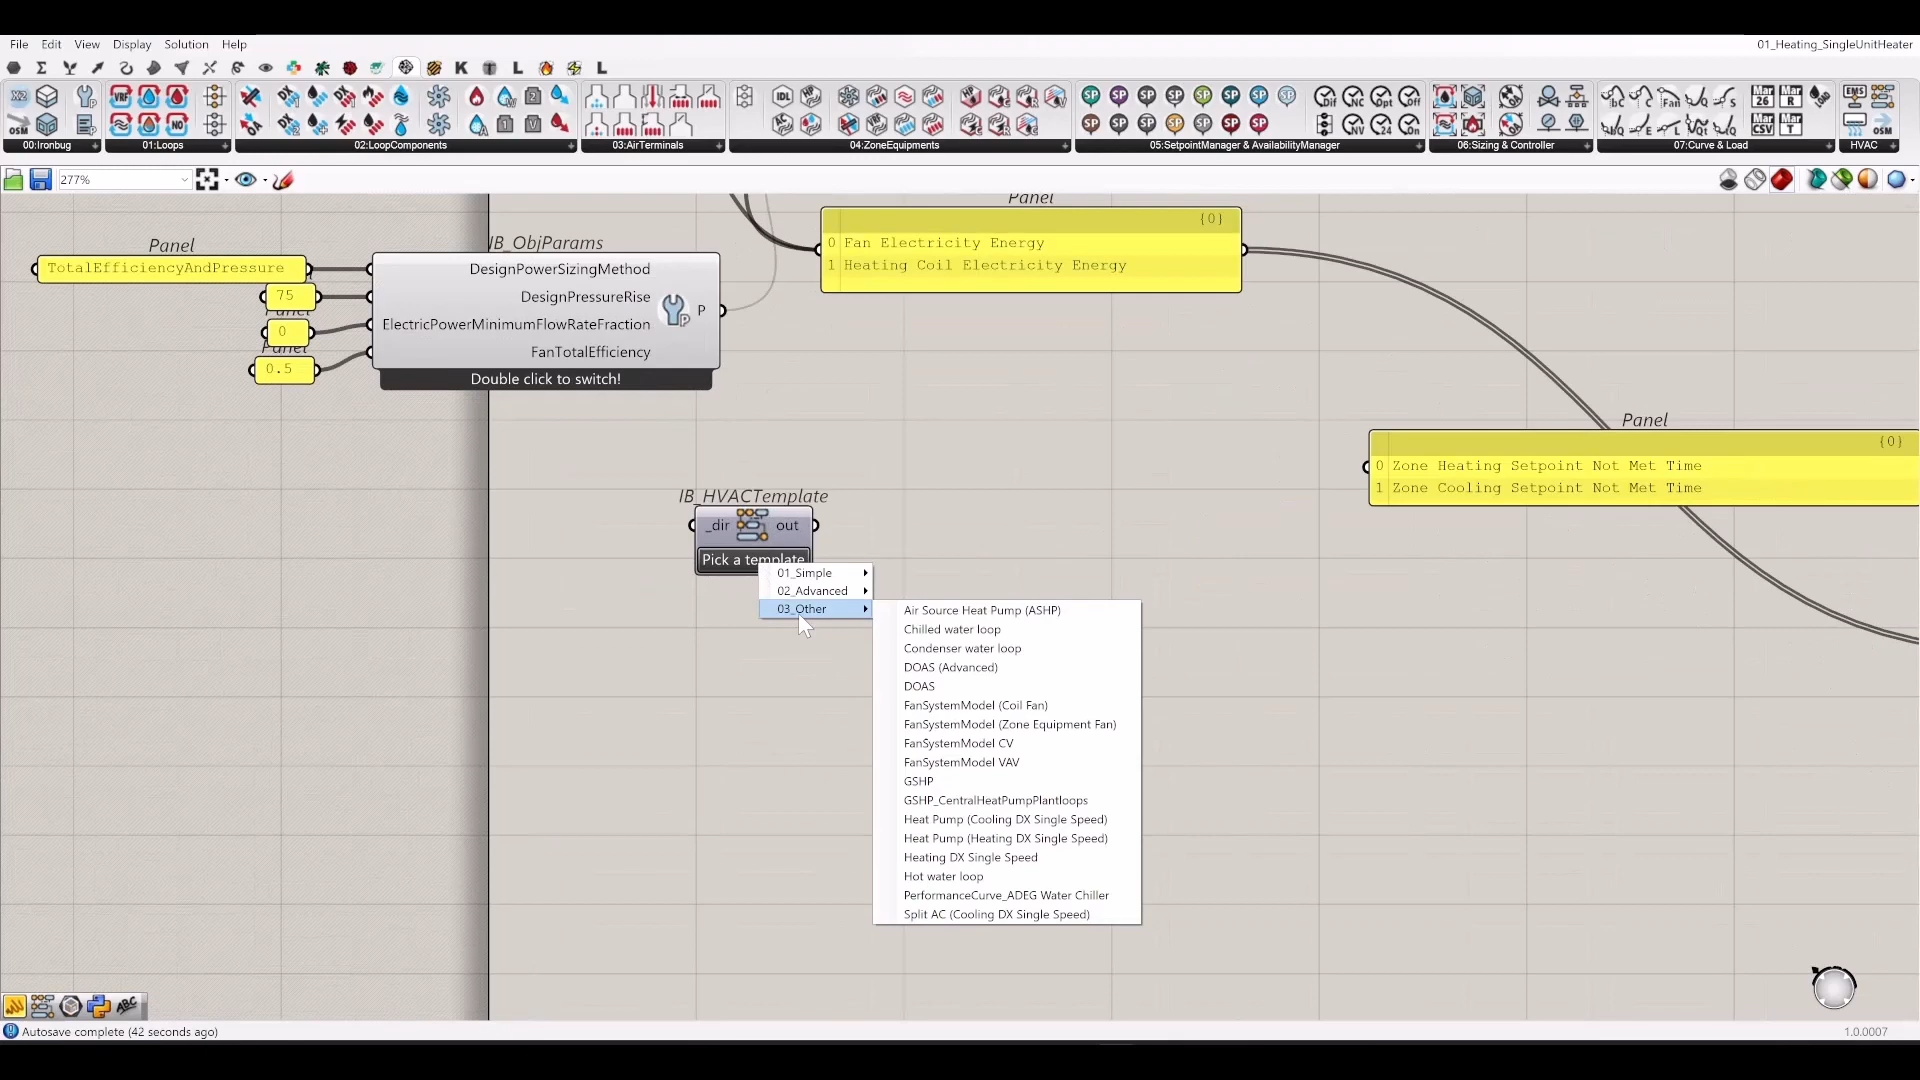 File Edit View Display Solution Help
01_Heating_SingleUnitHeater
00:Ironbug
01:Loops
02:LoopComponents
03:AirTerminals
04:ZoneEquipments
05:SetpointManager & AvailabilityManager
06:Sizing & Controller
07:Curve & Load
HVAC
277%
Panel
TotalEfficiencyAndPressure
75
Panel
0
Panel
0.5
IB_ObjParams
DesignPowerSizingMethod
DesignPressureRise
ElectricPowerMinimumFlowRateFraction
FanTotalEfficiency
P
Double click to switch!
Panel
{0}
0 Fan Electricity Energy
1 Heating Coil Electricity Energy
Panel
{0}
0 Zone Heating Setpoint Not Met Time
1 Zone Cooling Setpoint Not Met Time
IB_HVACTemplate
_dir out
Pick a template
01_Simple
02_Advanced
03_Other
Air Source Heat Pump (ASHP)
Chilled water loop
Condenser water loop
DOAS (Advanced)
DOAS
FanSystemModel (Coil Fan)
FanSystemModel (Zone Equipment Fan)
FanSystemModel CV
FanSystemModel VAV
GSHP
GSHP_CentralHeatPumpPlantloops
Heat Pump (Cooling DX Single Speed)
Heat Pump (Heating DX Single Speed)
Heating DX Single Speed
Hot water loop
PerformanceCurve_ADEG Water Chiller
Split AC (Cooling DX Single Speed)
Autosave complete (42 seconds ago)
1.0.0007